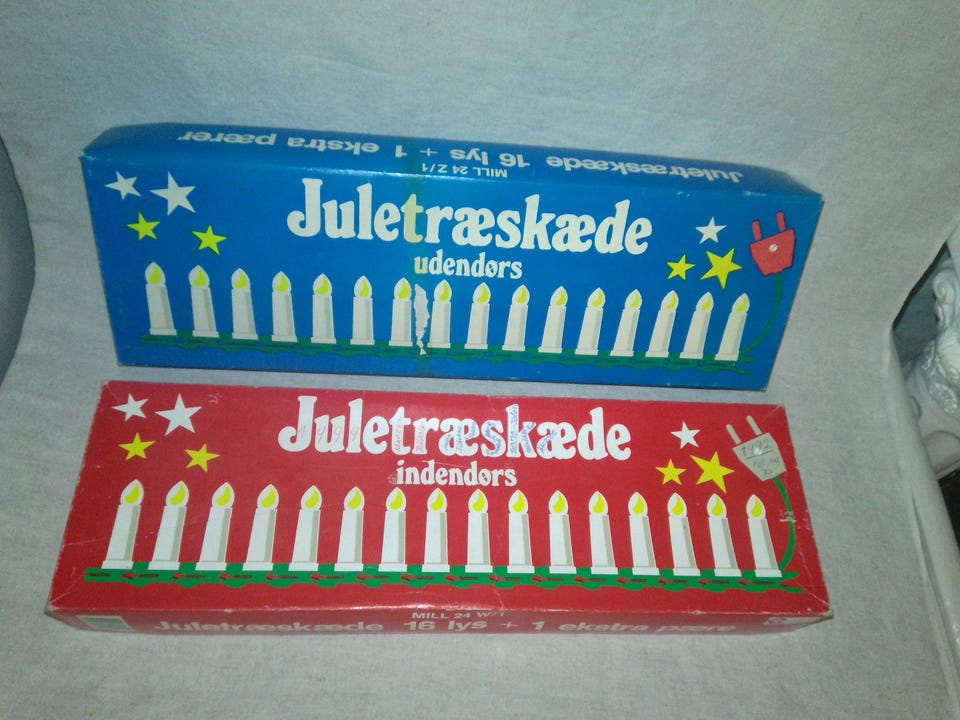 Juletræskæde 16 lys + 1 ekstra pærer
MILL 24 Z/1
Juletræskæde
udendørs
Juletræskæde
indendørs
1992
MILL 24 W/1
Juletræskæde 16 lys + 1 ekstra pære